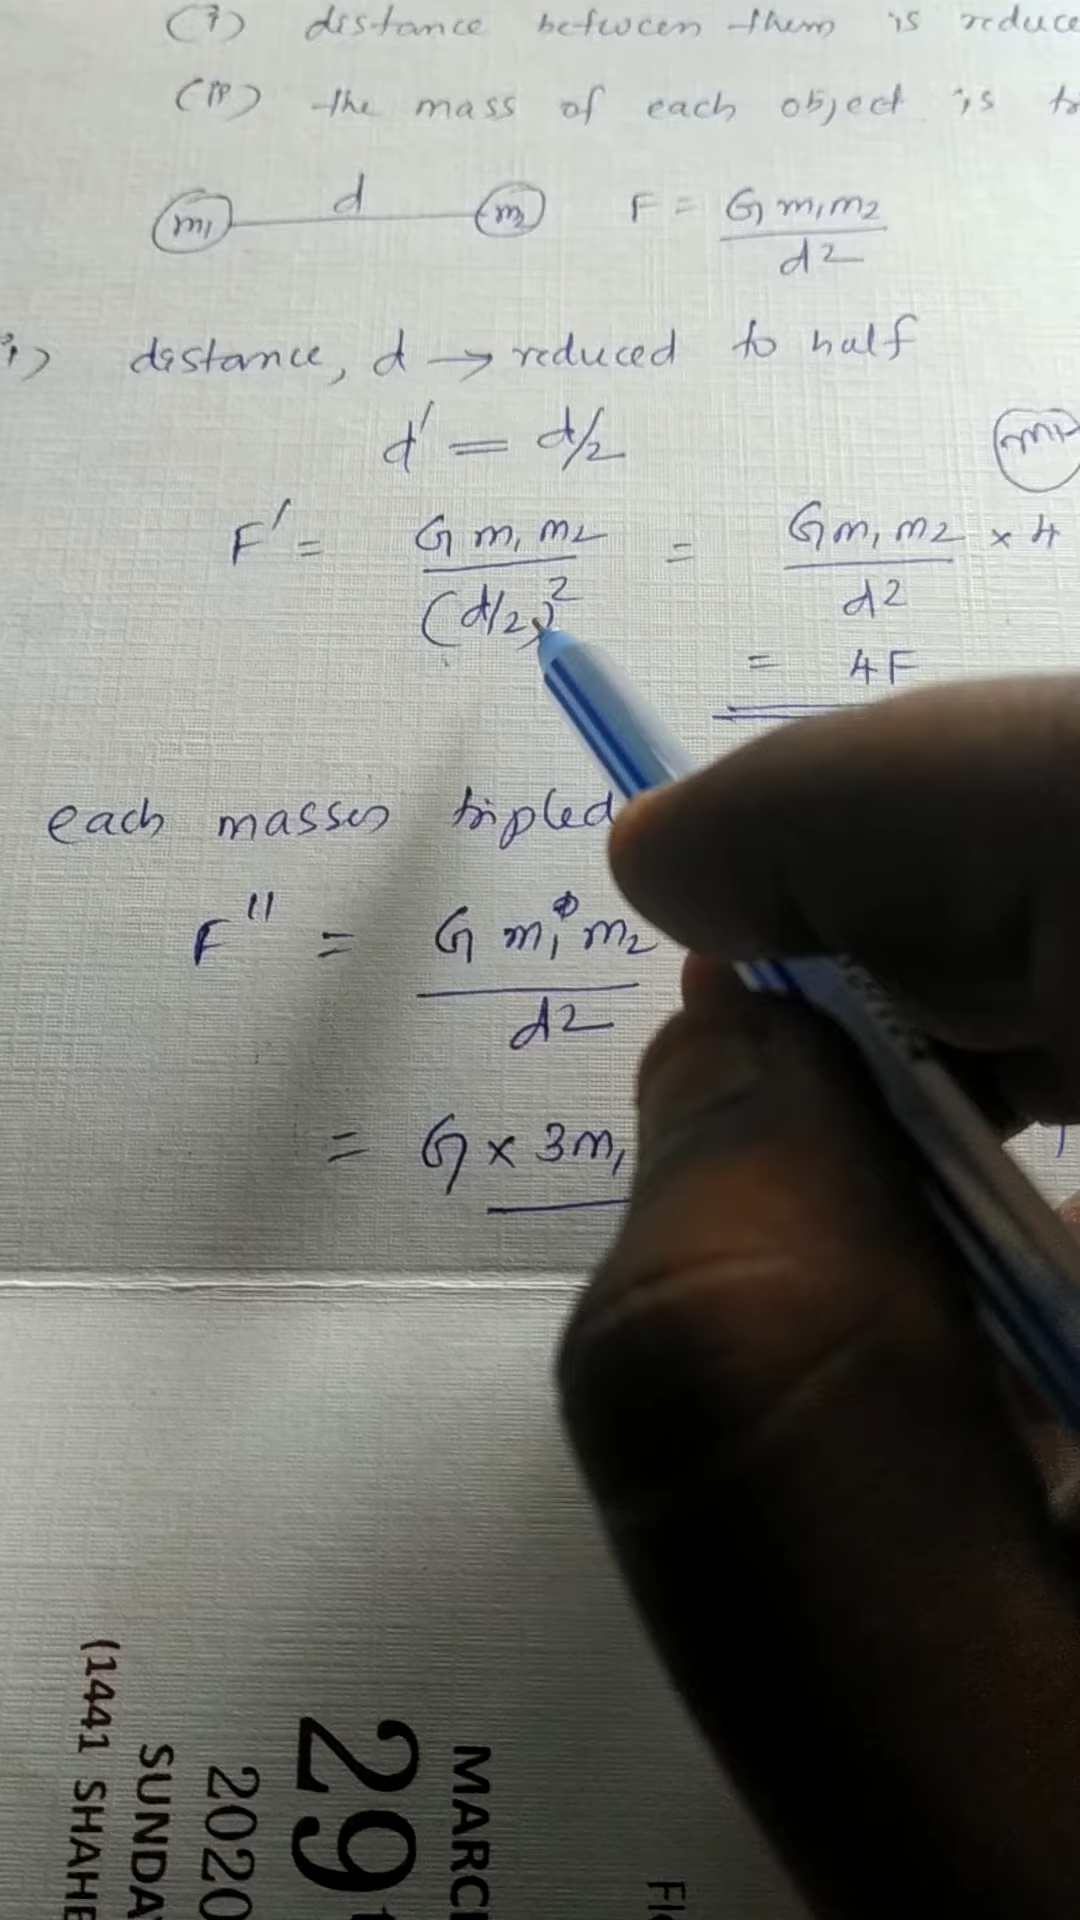 (i) distance between them is reduce
(ii) the mass of each object is tr
m₁ d m₂ F = G m₁m₂ / d²
i) distance, d → reduced to half
d' = d/2
F' = G m₁ m₂ / (d/2)² = G m₁ m₂ / d² × 4
= 4F
each masses tripled
F'' = G m₁ m₂ / d²
= G × 3m₁
MARC
29
2020
SUNDA
(1441 SHAHE